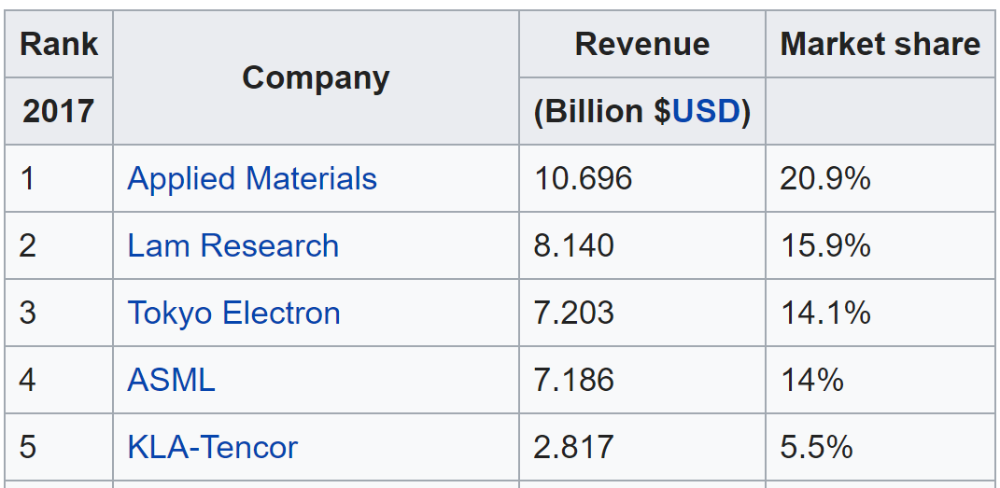 Rank Company Revenue Market share
2017 (Billion $USD)
1 Applied Materials 10.696 20.9%
2 Lam Research 8.140 15.9%
3 Tokyo Electron 7.203 14.1%
4 ASML 7.186 14%
5 KLA-Tencor 2.817 5.5%